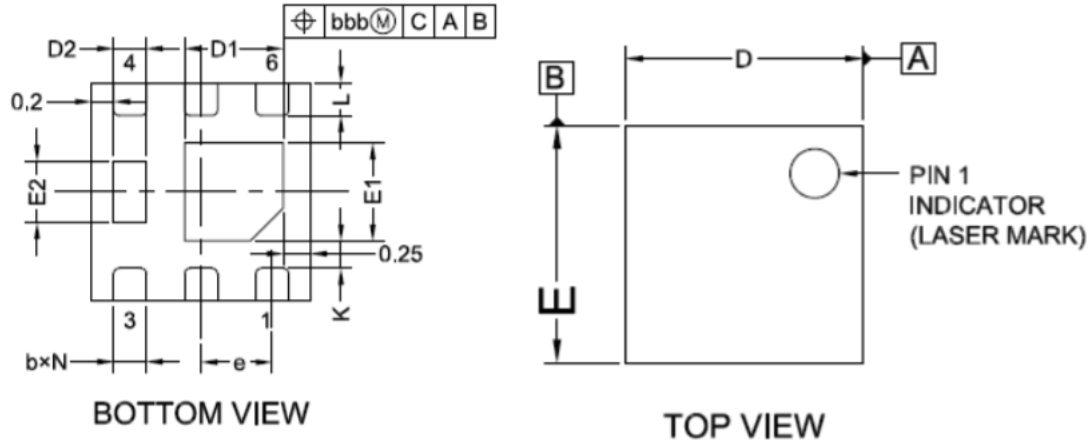 ⌖ bbbⓂ C A B
D2
4
D1
6
0.2
L
E2
E1
0.25
K
3
1
b×N
e
BOTTOM VIEW
D
A
B
E
PIN 1
INDICATOR
(LASER MARK)
TOP VIEW